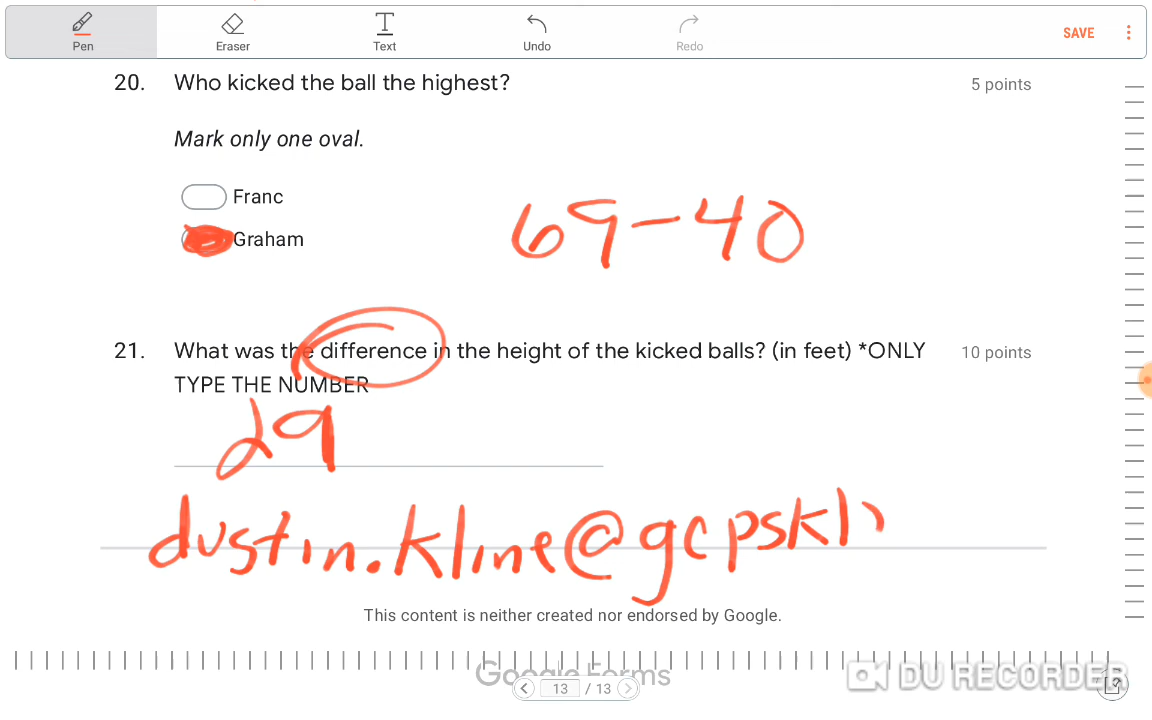 Pen Eraser Text Undo Redo SAVE
20. Who kicked the ball the highest? 5 points
Mark only one oval.
Franc
Graham
69-40
21. What was the difference in the height of the kicked balls? (in feet) *ONLY 10 points
TYPE THE NUMBER
29
dustin.kline@gcpsk1
This content is neither created nor endorsed by Google.
Google Forms
13 / 13
DU RECORDER